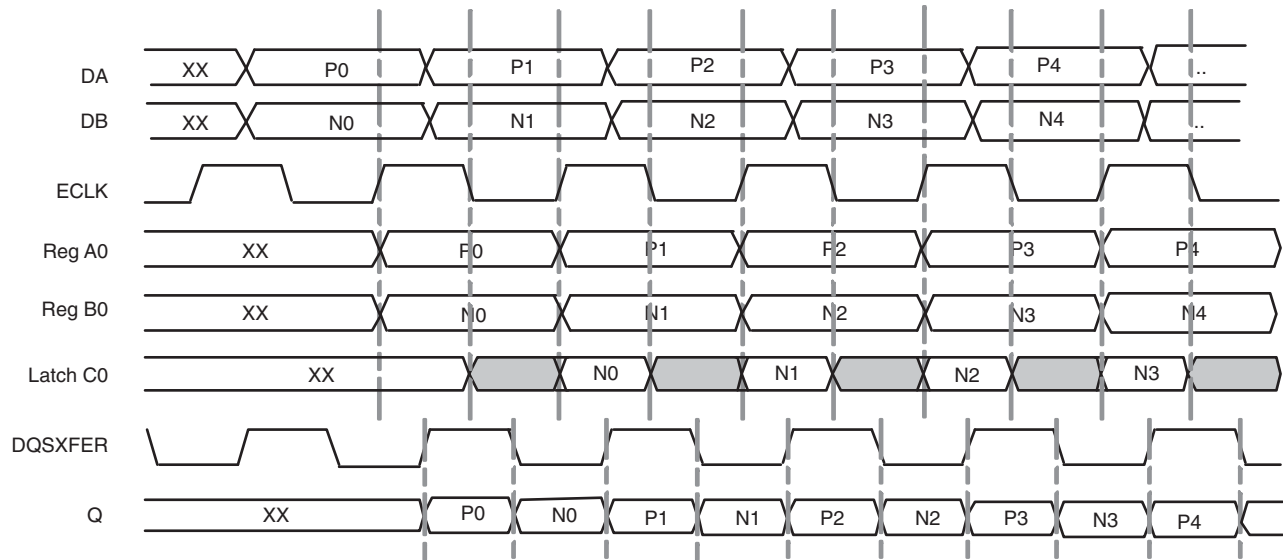 DA XX P0 P1 P2 P3 P4 ..
DB XX N0 N1 N2 N3 N4 ..
ECLK
Reg A0 XX P0 P1 P2 P3 P4
Reg B0 XX N0 N1 N2 N3 N4
Latch C0 XX N0 N1 N2 N3
DQSXFER
Q XX P0 N0 P1 N1 P2 N2 P3 N3 P4